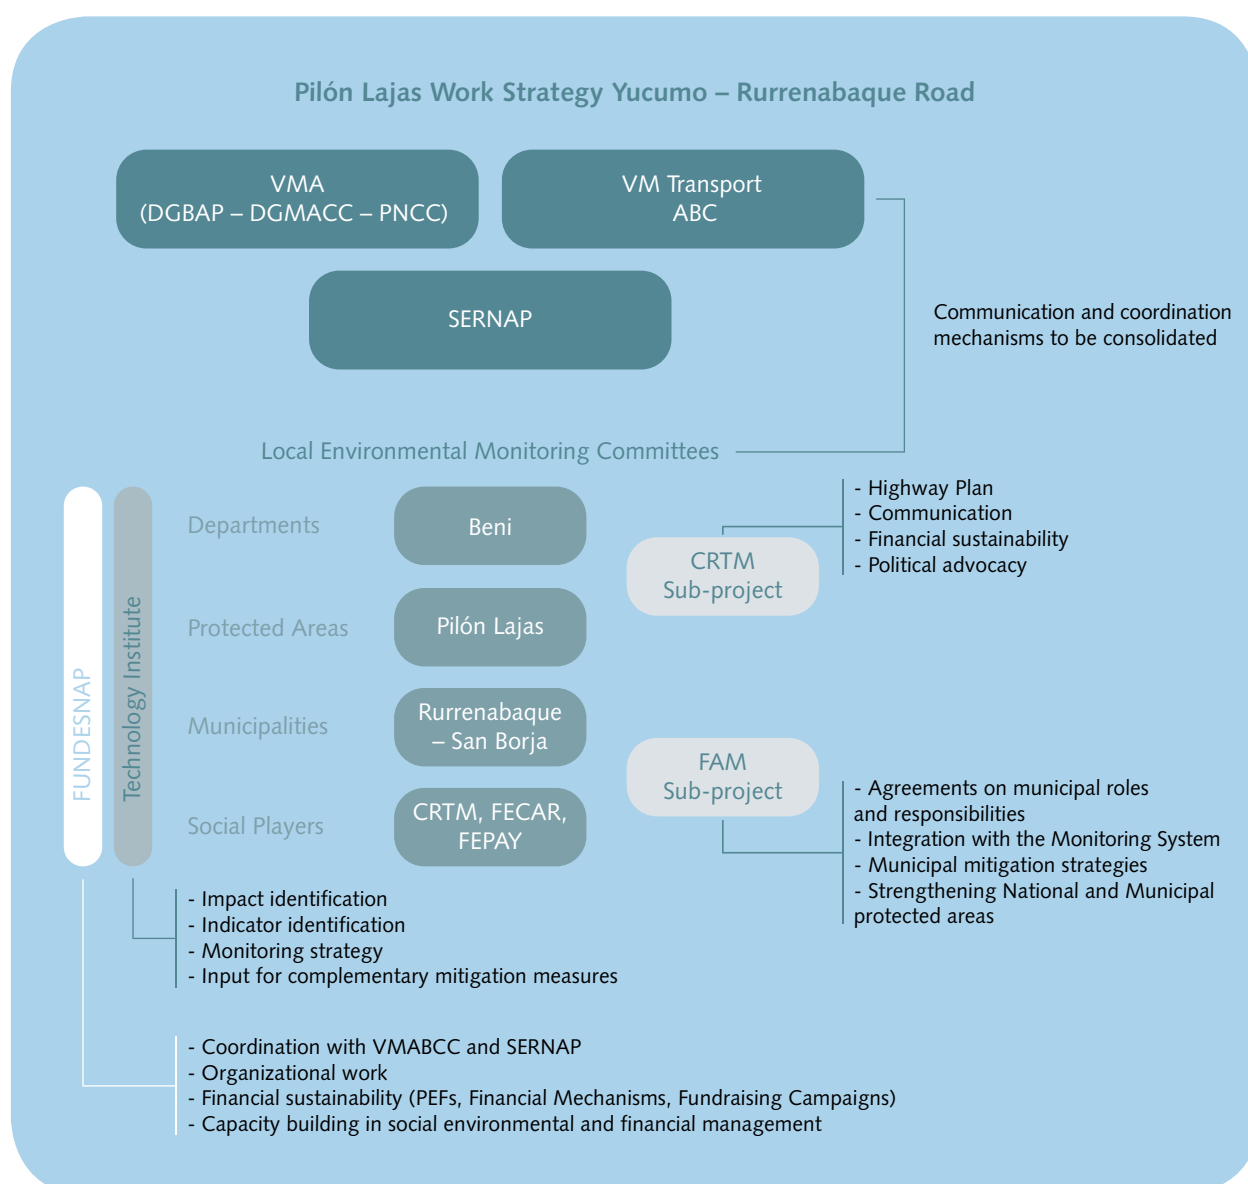 Pilón Lajas Work Strategy Yucumo – Rurrenabaque Road
VMA
(DGBAP – DGMACC – PNCC)
VM Transport
ABC
SERNAP
Communication and coordination
mechanisms to be consolidated
Local Environmental Monitoring Committees
FUNDESNAP
Technology Institute
Departments
Beni
Protected Areas
Pilón Lajas
Municipalities
Rurrenabaque
– San Borja
Social Players
CRTM, FECAR,
FEPAY
CRTM
Sub-project
- Highway Plan
- Communication
- Financial sustainability
- Political advocacy
FAM
Sub-project
- Agreements on municipal roles
and responsibilities
- Integration with the Monitoring System
- Municipal mitigation strategies
- Strengthening National and Municipal
protected areas
- Impact identification
- Indicator identification
- Monitoring strategy
- Input for complementary mitigation measures
- Coordination with VMABCC and SERNAP
- Organizational work
- Financial sustainability (PEFs, Financial Mechanisms, Fundraising Campaigns)
- Capacity building in social environmental and financial management